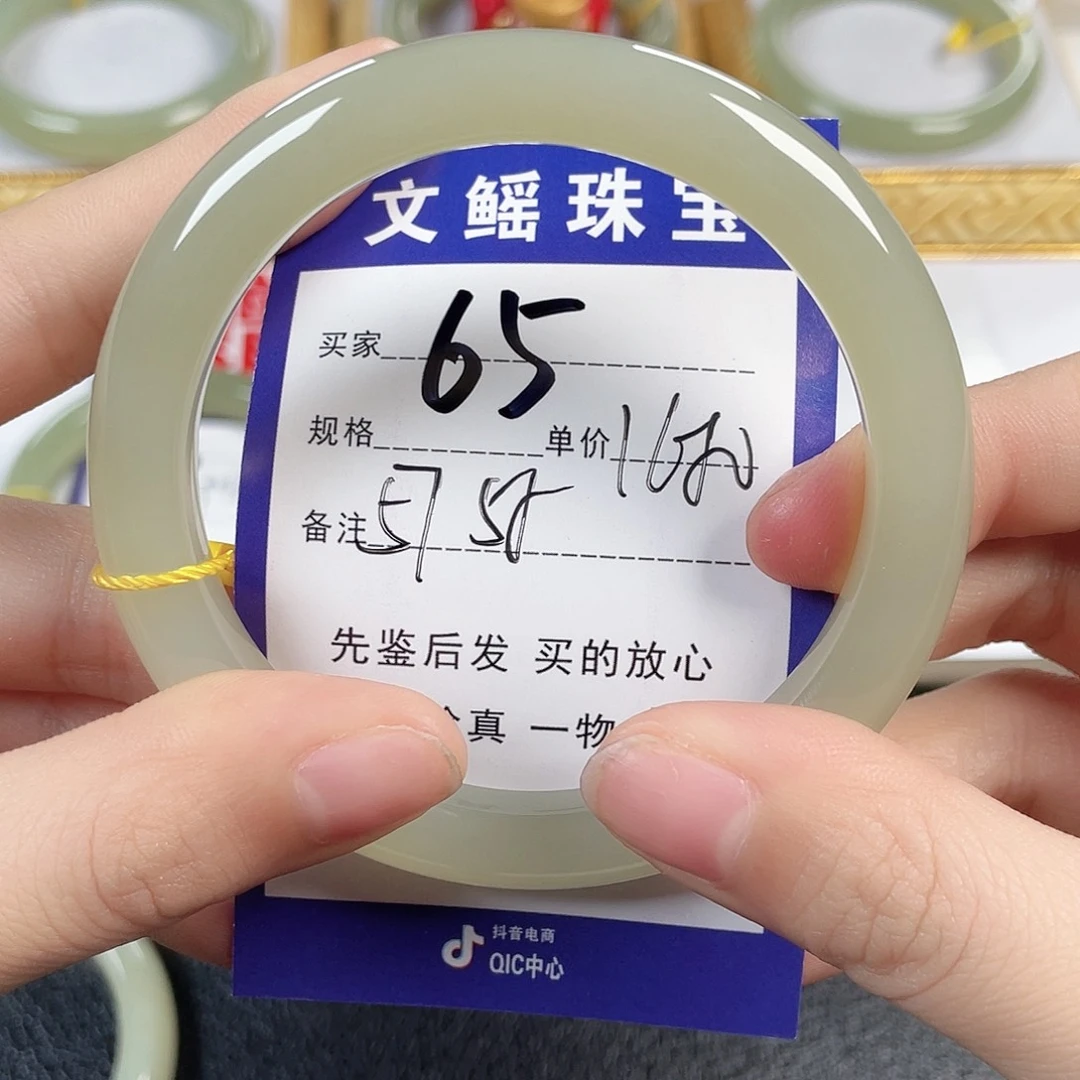 文鳐珠宝
买家 65
规格 单价
备注 57 58
先鉴后发 买的放心
真 一物
抖音电商
QIC中心